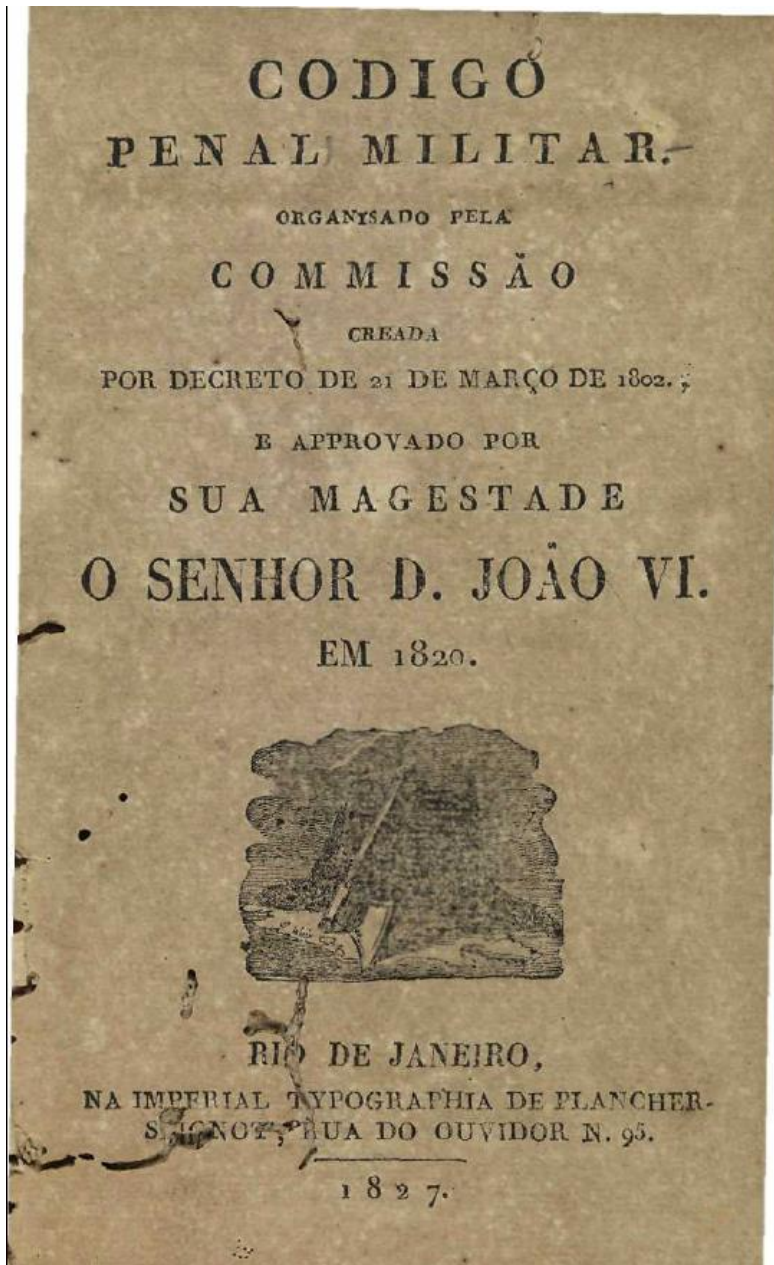 CODIGO
PENAL MILITAR.
ORGANISADO PELA
COMMISSÃO
CREADA
POR DECRETO DE 21 DE MARÇO DE 1802.,
E APPROVADO POR
SUA MAGESTADE
O SENHOR D. JOÃO VI.
EM 1820.
RIO DE JANEIRO,
NA IMPERIAL TYPOGRAPHIA DE PLANCHER-
SEIGNOT, RUA DO OUVIDOR N. 95.
1827.